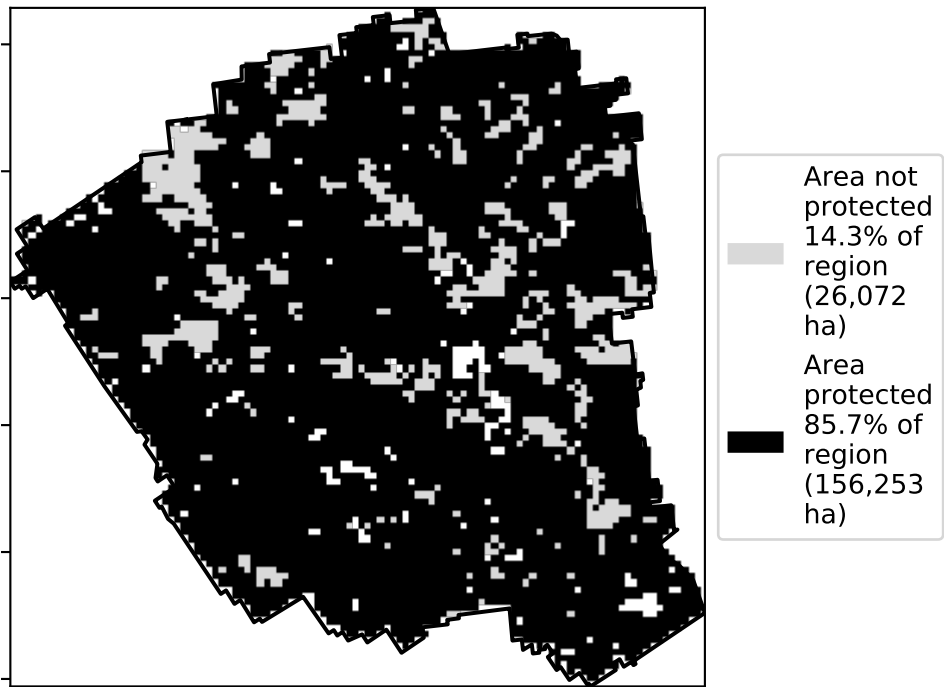 Area not
protected
14.3% of
region
(26,072
ha)
Area
protected
85.7% of
region
(156,253
ha)